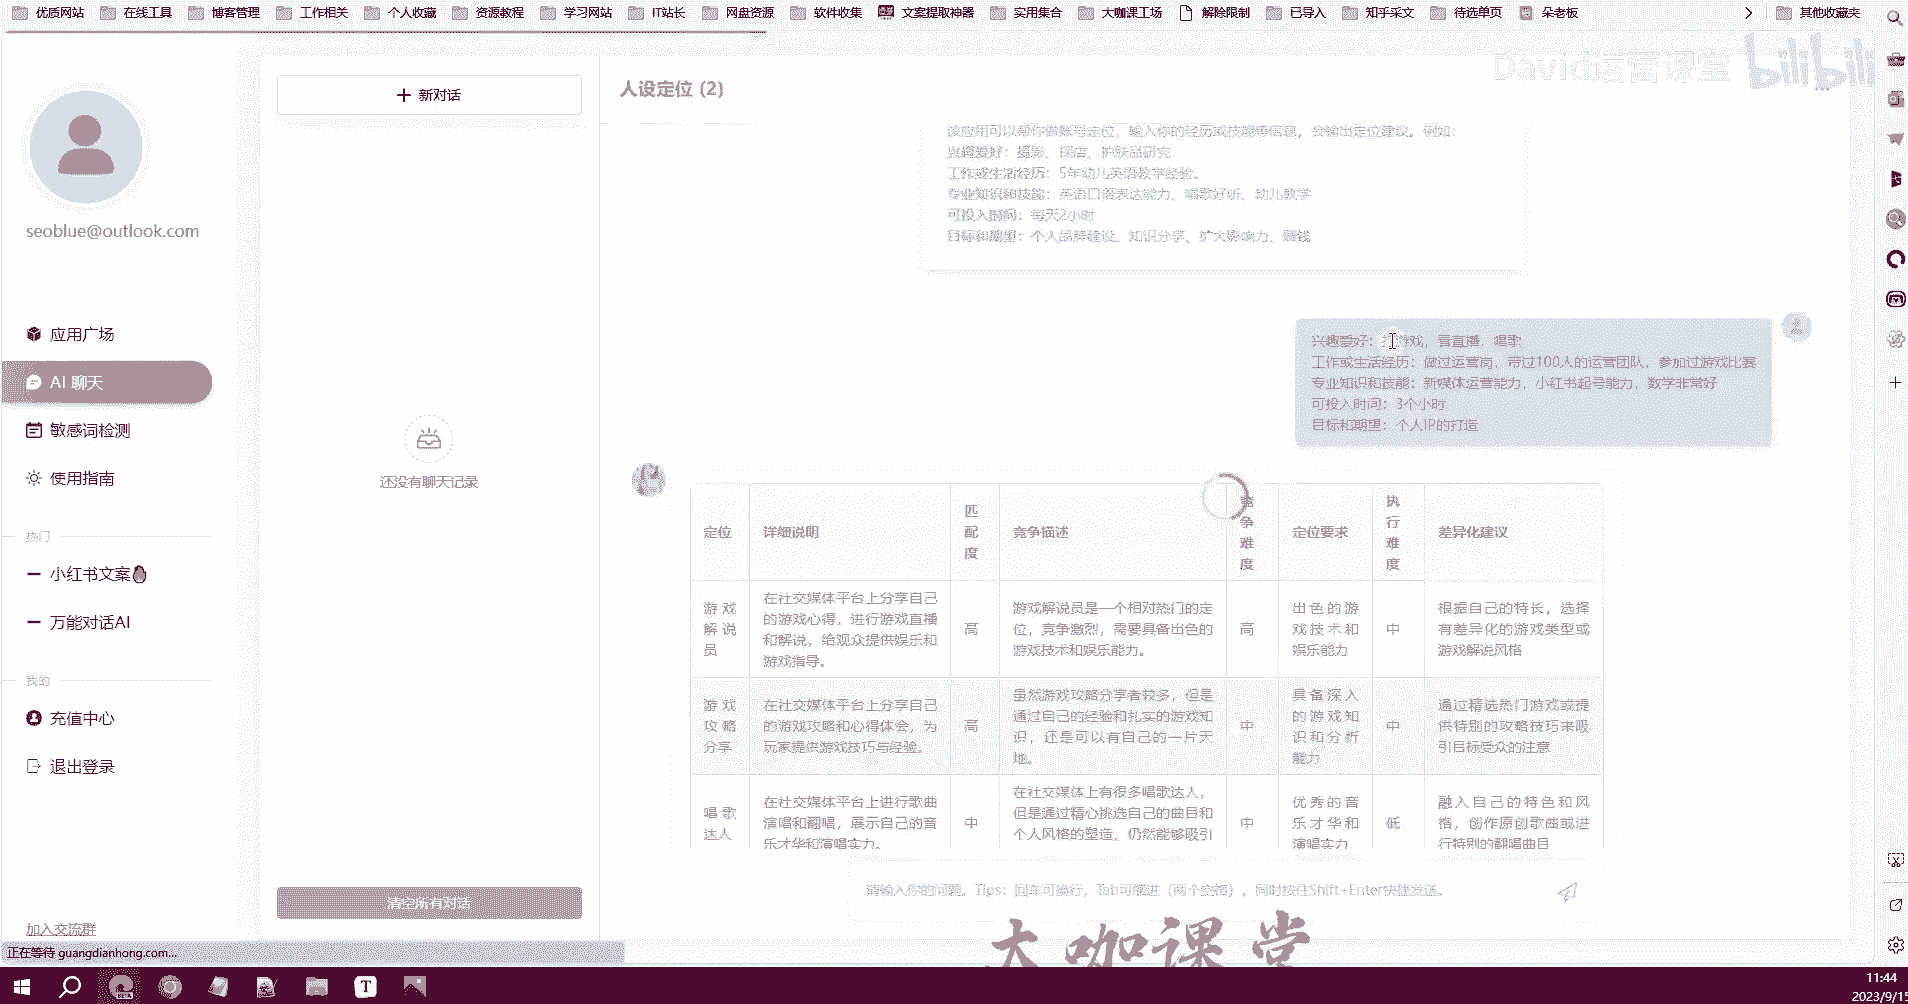 优质网站 在线工具 博客管理 工作相关 个人收藏 资源教程 学习网站 IT站长 网盘资源 软件收集 文案提取神器 实用集合 大咖课工场 解除限制 已导入 知乎采文 待选单页 朵老板 其他收藏夹
David运营课堂 bilibili
seoblue@outlook.com
应用广场
AI 聊天
敏感词检测
使用指南
热门
小红书文案
万能对话AI
我的
充值中心
退出登录
加入交流群
正在等待 guangdianhong.com...
+ 新对话
还没有聊天记录
清空所有对话
人设定位 (2)
该应用可以帮你做账号定位，输入你的经历或技能等信息，会输出定位建议。例如：
兴趣爱好：摄影、探店、护肤品研究
工作或生活经历：5年幼儿英语教学经验。
专业知识和技能：英语口语表达能力、唱歌好听、幼儿教学
可投入时间：每天2小时
目标和期望：个人品牌建设、知识分享、扩大影响力、赚钱
兴趣爱好：打游戏，看直播，唱歌
工作或生活经历：做过运营岗，带过100人的运营团队，参加过游戏比赛
专业知识和技能：新媒体运营能力，小红书起号能力，数学非常好
可投入时间：3个小时
目标和期望：个人IP的打造
定位 详细说明 匹配度 竞争描述 竞争难度 定位要求 执行难度 差异化建议
游戏解说员
在社交媒体平台上分享自己
的游戏心得，进行游戏直播
和解说，给观众提供娱乐和
游戏指导。
高
游戏解说员是一个相对热门的定
位，竞争激烈，需要具备出色的
游戏技术和娱乐能力。
高
出色的游
戏技术和
娱乐能力
中
根据自己的特长，选择
有差异化的游戏类型或
游戏解说风格
游戏攻略分享
在社交媒体平台上分享自己
的游戏攻略和心得体会，为
玩家提供游戏技巧与经验。
高
虽然游戏攻略分享者较多，但是
通过自己的经验和扎实的游戏知
识，还是可以有自己的一片天
地。
中
具备深入
的游戏知
识和分析
能力
中
通过精选热门游戏或提
供特别的攻略技巧来吸
引目标受众的注意
唱歌达人
在社交媒体平台上进行歌曲
演唱和翻唱，展示自己的音
乐才华和演唱实力。
中
在社交媒体上有很多唱歌达人，
但是通过精心挑选自己的曲目和
个人风格的塑造，仍然能够吸引
中
优秀的音
乐才华和
演唱实力
低
融入自己的特色和风
格，创作原创歌曲或进
行特别的翻唱曲目
请输入你的问题。Tips：回车可换行，Tab可缩进（两个空格），同时按住Shift+Enter快捷发送。
大咖课堂
BETA
T
11:44
2023/9/15